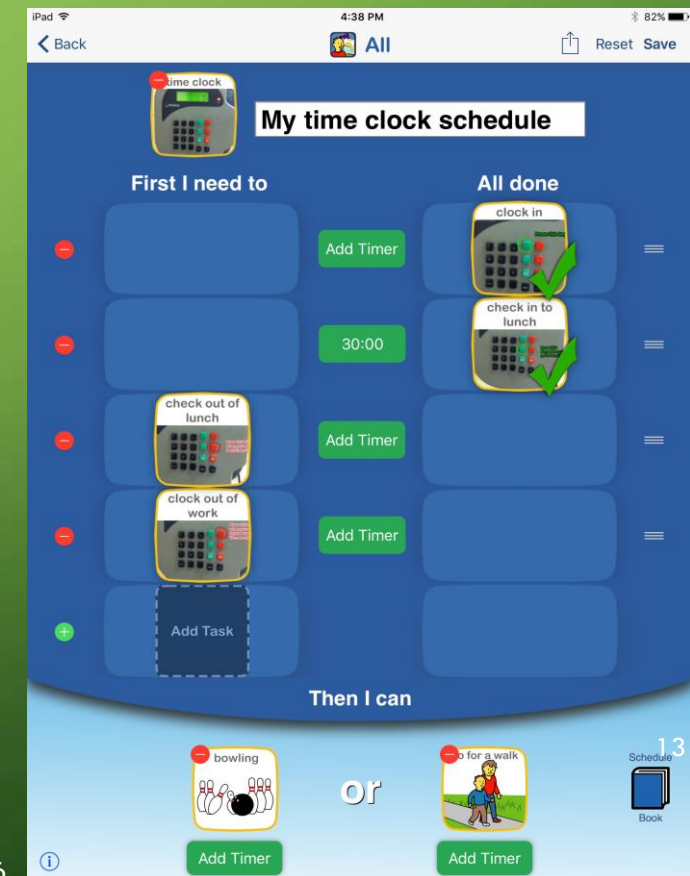 iPad 4:38 PM 82%
Back All Reset Save
time clock
My time clock schedule
First I need to All done
clock in
Add Timer
check in to
lunch
30:00
check out of
lunch
Add Timer
clock out of
work
Add Timer
Add Task
Then I can
13
bowling or for a walk Schedule
Book
Add Timer Add Timer